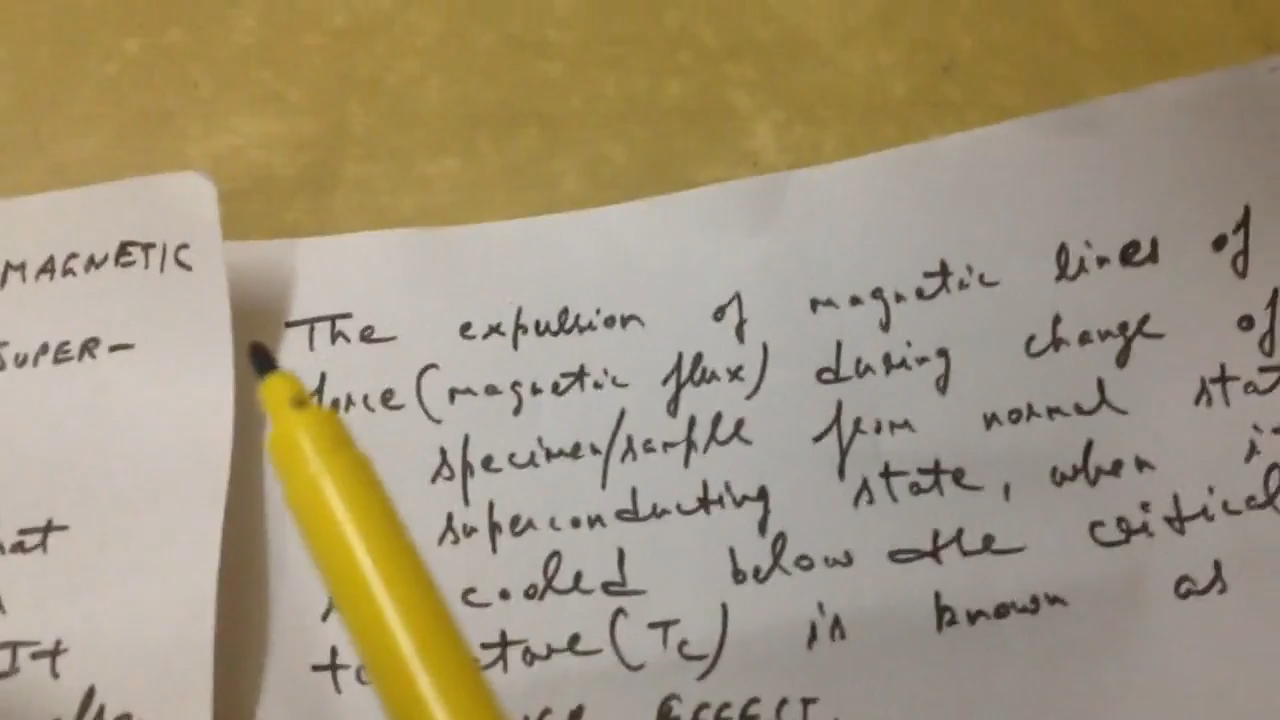 MAGNETIC
SUPER-
hat
It
The expulsion of magnetic lines of
force (magnetic flux) during change of
specimen/sample from normal stat
superconducting state, when i
cooled below the critical
(Tc) is known as
EFFECT